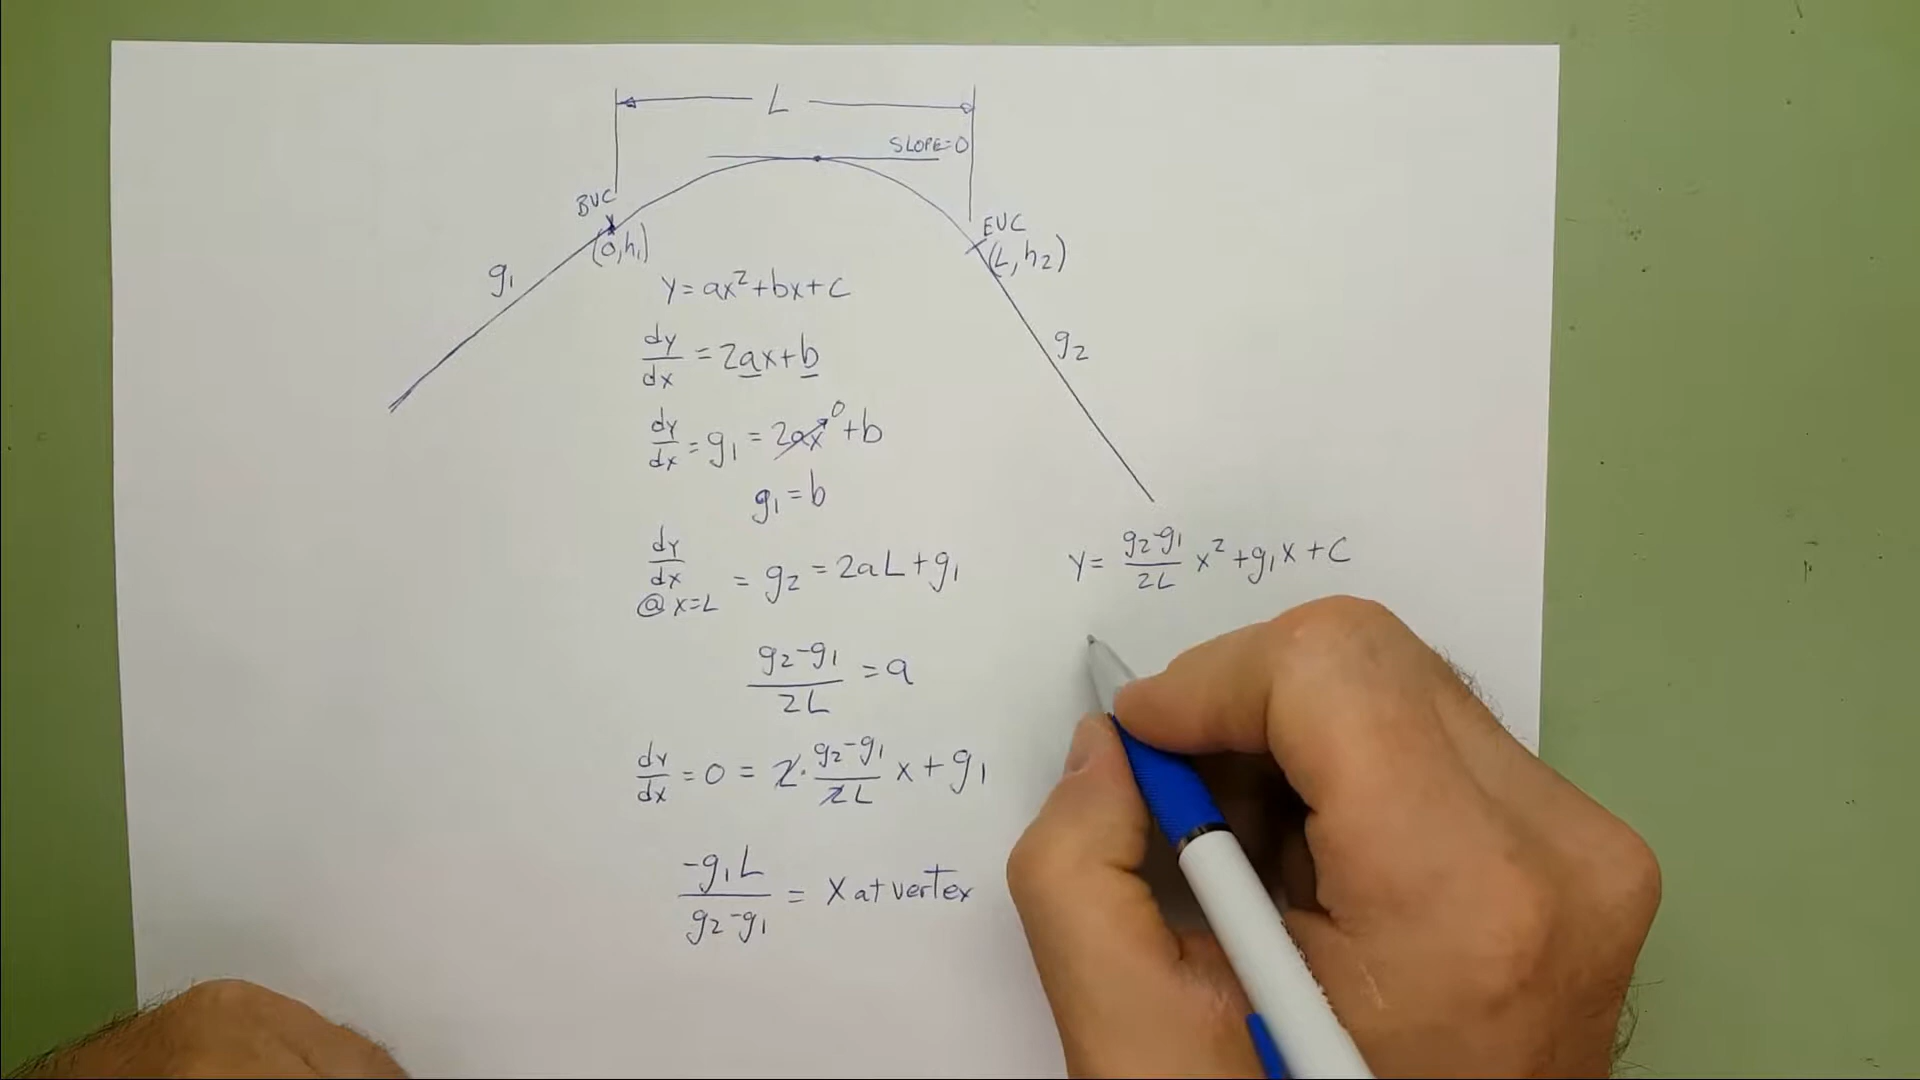 L
SLOPE=0
BVC
(0,h₁)
EVC
(L,h₂)
g₁
g₂
Y=ax²+bx+c
dy/dx = 2ax+b
dy/dx = g₁ = 2ax⁰+b
g₁=b
dy/dx @ x=L = g₂ = 2aL+g₁
g₂-g₁/2L = a
dy/dx = 0 = 2·g₂-g₁/2L x+g₁
-g₁L/g₂-g₁ = X at vertex
Y= g₂-g₁/2L x²+g₁x+C